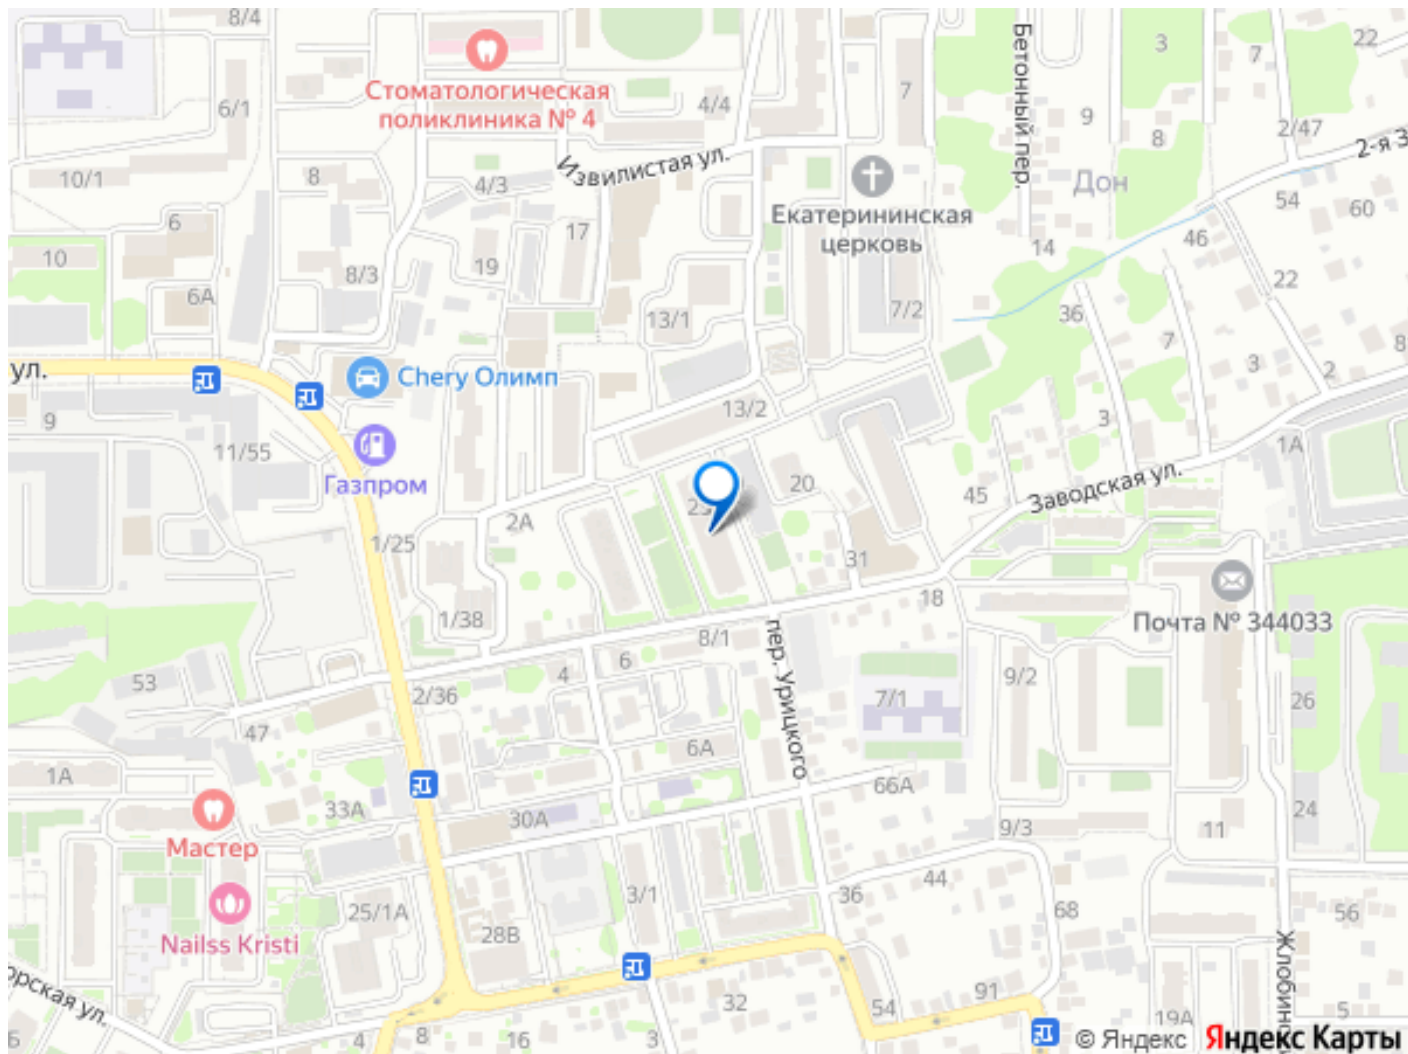 8/4
Стоматологическая
поликлиника № 4
6/1
4/4
7
Бетонный пер.
3
7
22
9
8
2/47
2-я З
Извилистая ул.
10/1
8
4/3
Дон
Екатерининская
церковь
54
60
6
17
14
46
10
8/3
19
22
6А
13/1
7/2
36
7
8
ул.
Chery Олимп
3
2
9
13/2
3
11/55
1А
Газпром
20
45
Заводская ул.
2А
1/25
31
1/38
18
Почта № 344033
8/1
пер. Урицкого
53
4
6
2/36
7/1
9/2
26
47
6А
1А
66А
33А
30А
9/3
11
24
Мастер
3/1
36
44
25/1А
68
56
28В
Nailss Kristi
орская ул.
Жлобинс
32
54
91
5
6
4
8
16
3
19А
© Яндекс
Яндекс Карты